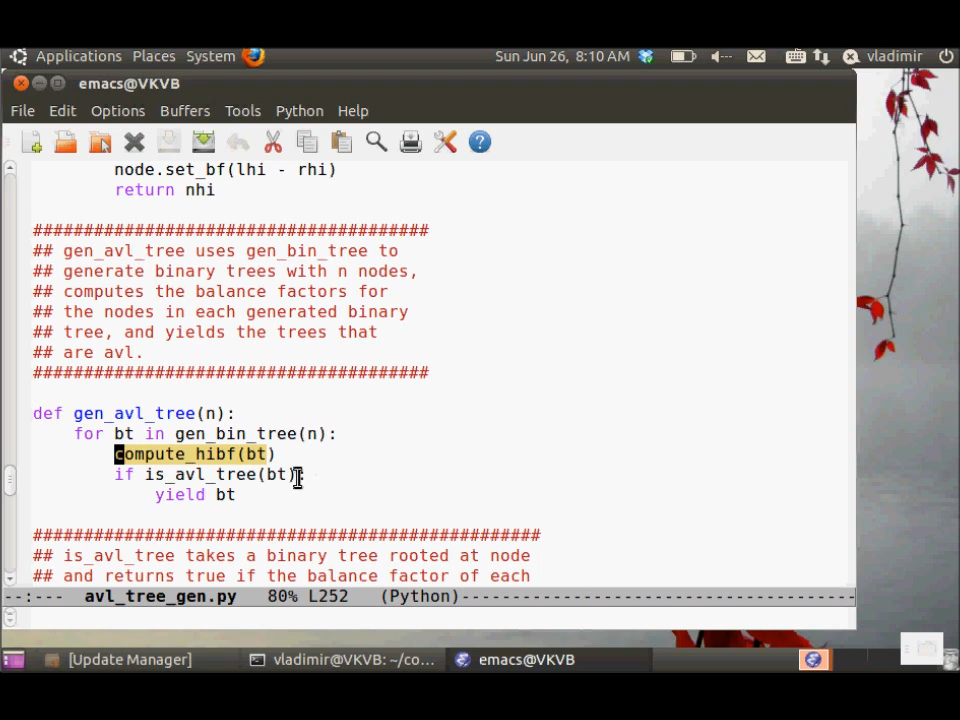 Applications Places System Sun Jun 26, 8:10 AM vladimir
emacs@VKVB
File Edit Options Buffers Tools Python Help
node.set_bf(lhi - rhi)
return nhi
#######################################
## gen_avl_tree uses gen_bin_tree to
## generate binary trees with n nodes,
## computes the balance factors for
## the nodes in each generated binary
## tree, and yields the trees that
## are avl.
#######################################
def gen_avl_tree(n):
for bt in gen_bin_tree(n):
compute_hibf(bt)
if is_avl_tree(bt):
yield bt
##################################################
## is_avl_tree takes a binary tree rooted at node
## and returns true if the balance factor of each
--:--- avl_tree_gen.py 80% L252 (Python)---------------------------------------
[Update Manager] vladimir@VKVB: ~/co... emacs@VKVB